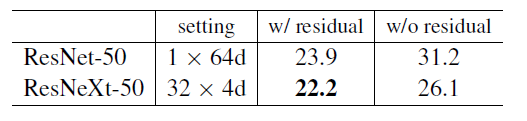 setting w/ residual w/o residual
ResNet-50 1 × 64d 23.9 31.2
ResNeXt-50 32 × 4d 22.2 26.1